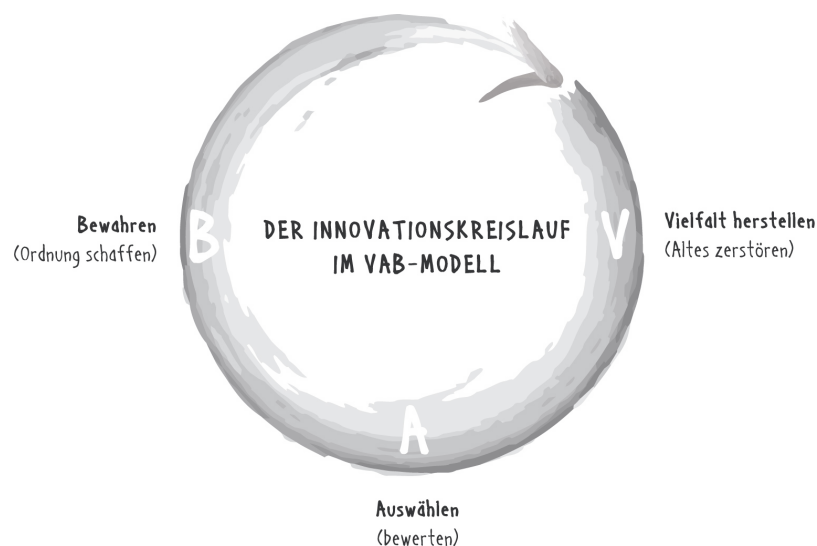 DER INNOVATIONSKREISLAUF
IM VAB-MODELL
V
Vielfalt herstellen
(Altes zerstören)
A
Auswählen
(bewerten)
B
Bewahren
(Ordnung schaffen)